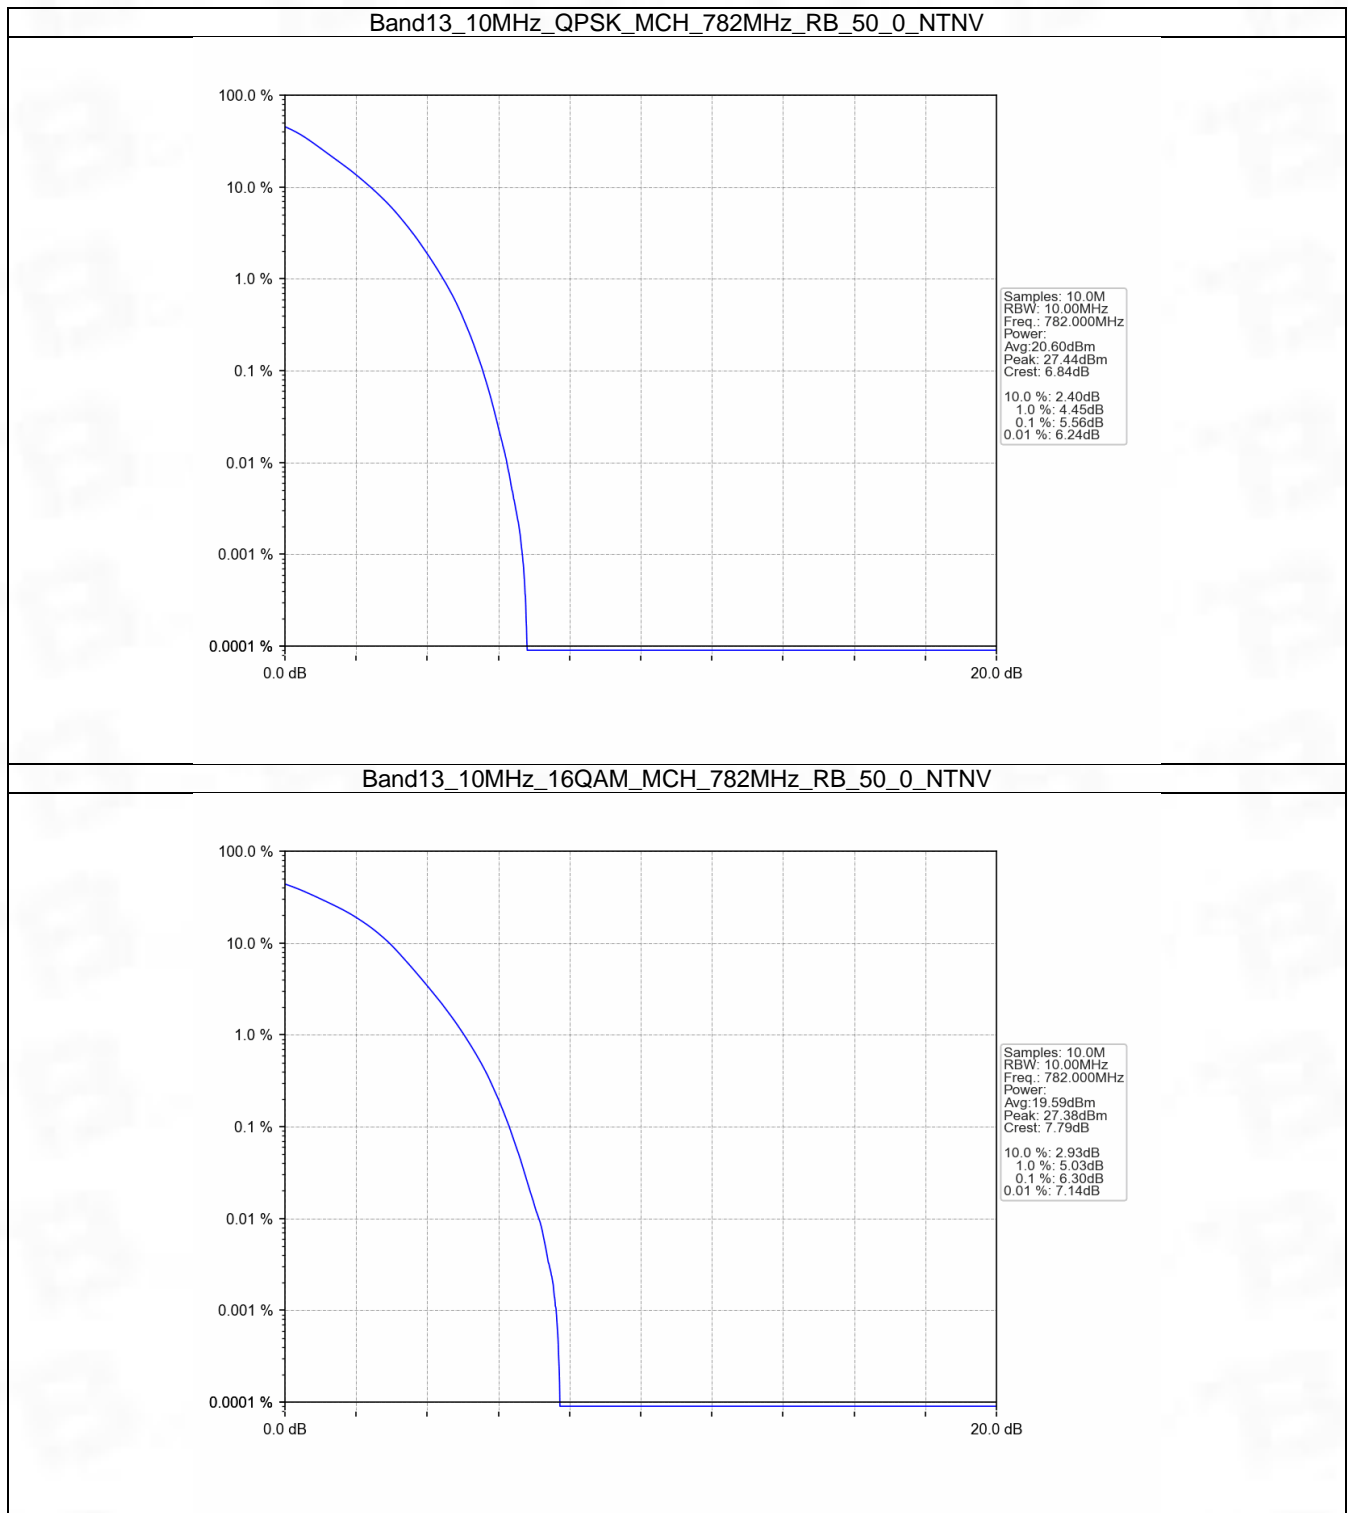 Band13_10MHz_QPSK_MCH_782MHz_RB_50_0_NTNV
100.0 %
10.0 %
1.0 %
0.1 %
0.01 %
0.001 %
0.0001 %
0.0 dB
20.0 dB
Samples: 10.0M
RBW: 10.00MHz
Freq.: 782.000MHz
Power:
Avg:20.60dBm
Peak: 27.44dBm
Crest: 6.84dB
10.0 %: 2.40dB
1.0 %: 4.45dB
0.1 %: 5.56dB
0.01 %: 6.24dB
Band13_10MHz_16QAM_MCH_782MHz_RB_50_0_NTNV
100.0 %
10.0 %
1.0 %
0.1 %
0.01 %
0.001 %
0.0001 %
0.0 dB
20.0 dB
Samples: 10.0M
RBW: 10.00MHz
Freq.: 782.000MHz
Power:
Avg:19.59dBm
Peak: 27.38dBm
Crest: 7.79dB
10.0 %: 2.93dB
1.0 %: 5.03dB
0.1 %: 6.30dB
0.01 %: 7.14dB